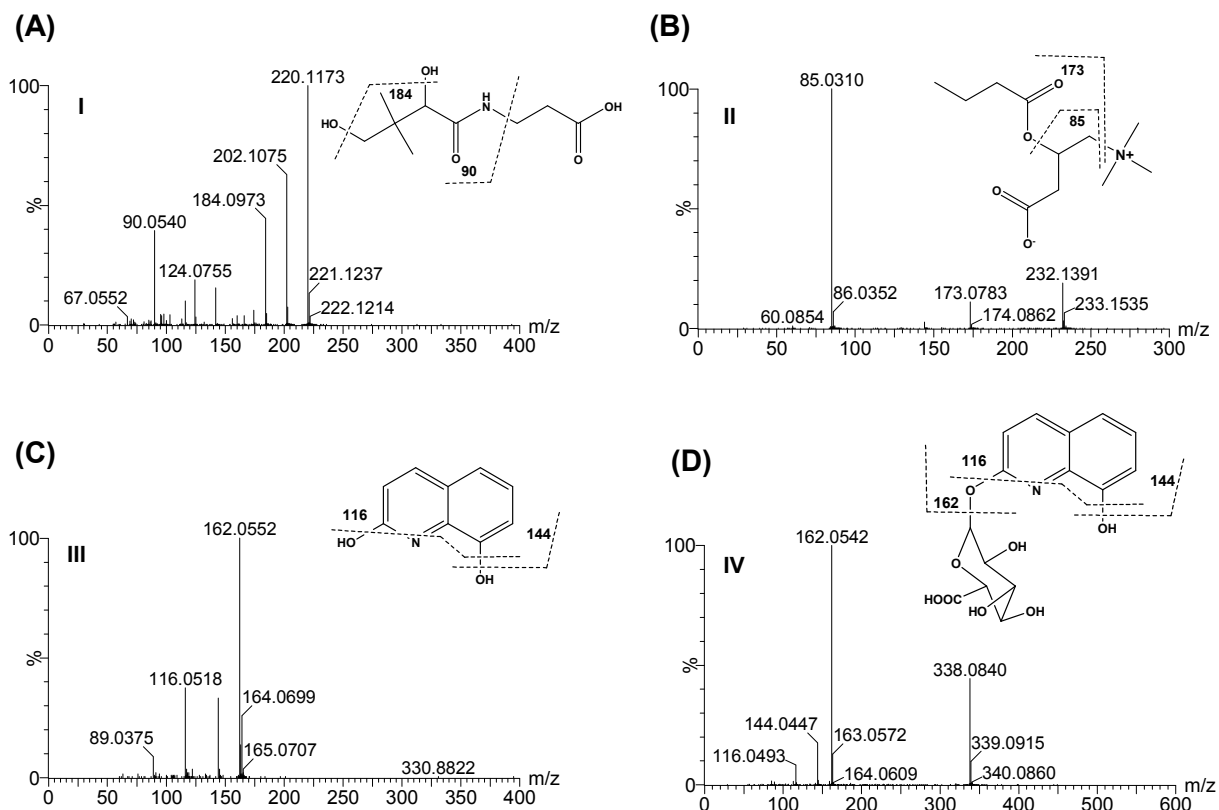 (A)
100
%
0
I
220.1173
202.1075
184.0973
90.0540
124.0755
67.0552
221.1237
222.1214
0 50 100 150 200 250 300 350 400 m/z
OH
184
HO
H
N
O
90
OH
O
(B)
100
%
0
II
85.0310
86.0352
60.0854
173.0783
174.0862
232.1391
233.1535
0 50 100 150 200 250 300 m/z
173
O
85
O
N+
O
O-
(C)
100
%
0
III
162.0552
116.0518
164.0699
89.0375
165.0707
330.8822
0 50 100 150 200 250 300 350 400 m/z
116
144
HO
N
OH
(D)
100
%
0
IV
162.0542
338.0840
144.0447
163.0572
116.0493
164.0609
339.0915
340.0860
0 100 200 300 400 500 600 m/z
116
144
O
N
162
OH
O
OH
HOOC
HO
OH